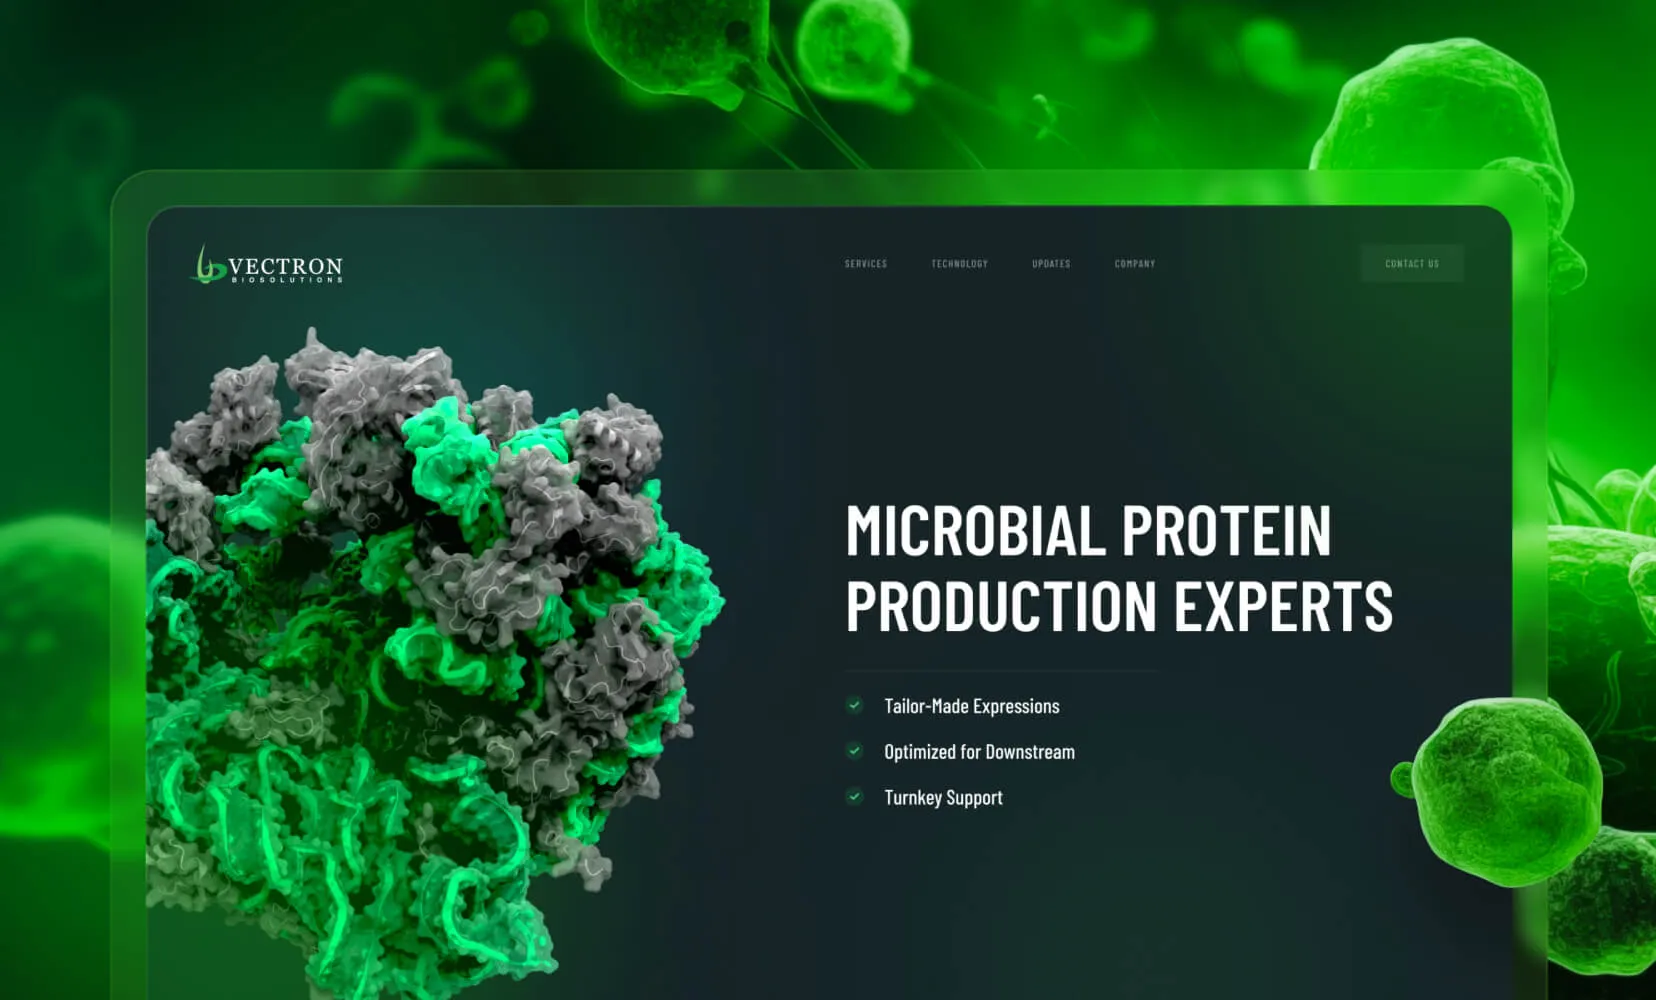 VECTRON
BIOSOLUTIONS
SERVICES
TECHNOLOGY
UPDATES
COMPANY
CONTACT US
MICROBIAL PROTEIN
PRODUCTION EXPERTS
Tailor-Made Expressions
Optimized for Downstream
Turnkey Support